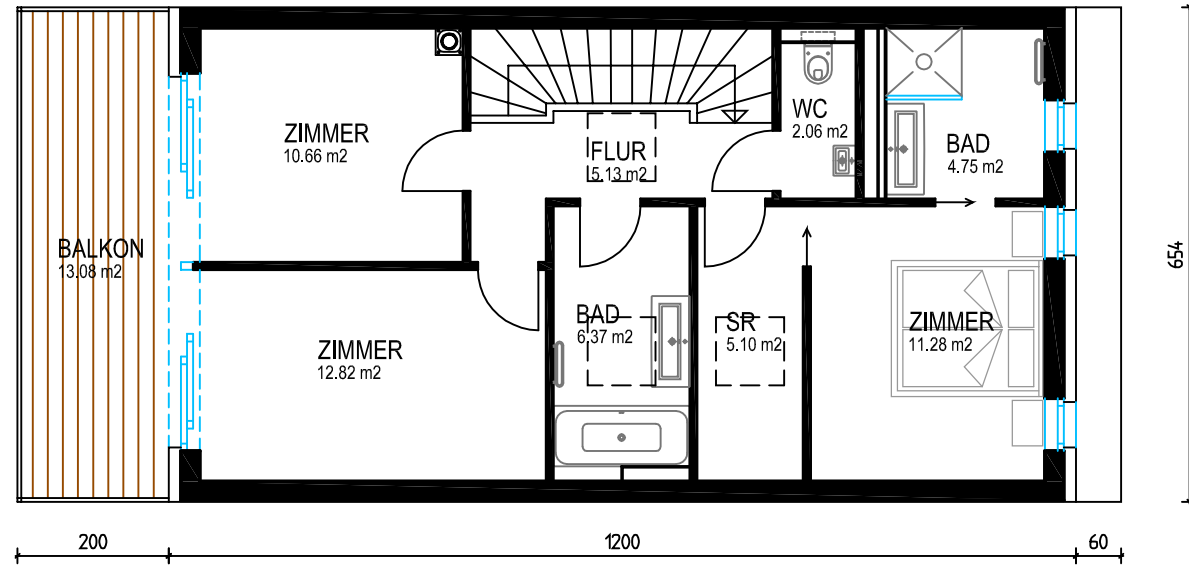 ZIMMER
10.66 m2
FLUR
5.13 m2
WC
2.06 m2
BAD
4.75 m2
BALKON
13.08 m2
ZIMMER
12.82 m2
BAD
6.37 m2
SR
5.10 m2
ZIMMER
11.28 m2
654
200
1200
60